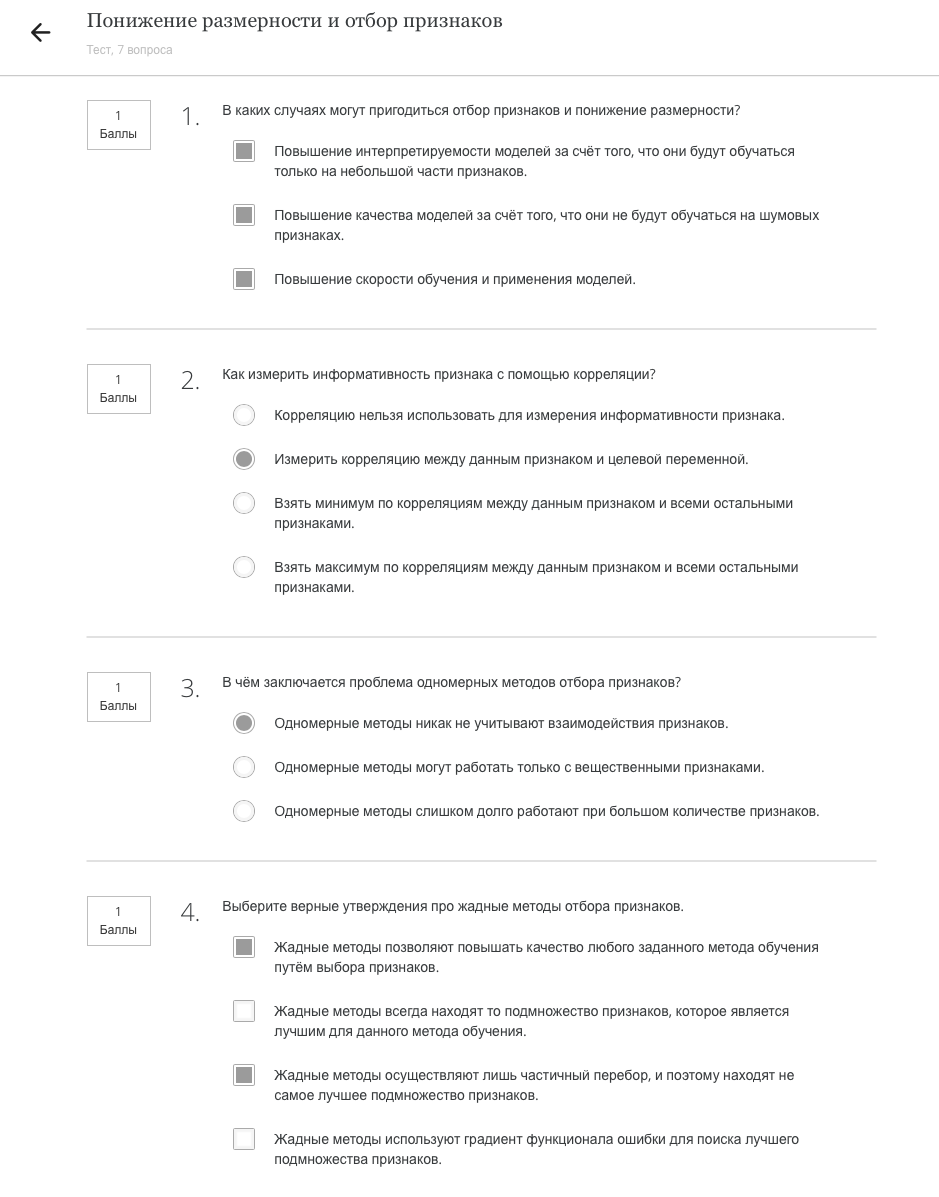 Понижение размерности и отбор признаков
Тест, 7 вопроса
1
Баллы
1.
В каких случаях могут пригодиться отбор признаков и понижение размерности?
Повышение интерпретируемости моделей за счёт того, что они будут обучаться
только на небольшой части признаков.
Повышение качества моделей за счёт того, что они не будут обучаться на шумовых
признаках.
Повышение скорости обучения и применения моделей.
1
Баллы
2.
Как измерить информативность признака с помощью корреляции?
Корреляцию нельзя использовать для измерения информативности признака.
Измерить корреляцию между данным признаком и целевой переменной.
Взять минимум по корреляциям между данным признаком и всеми остальными
признаками.
Взять максимум по корреляциям между данным признаком и всеми остальными
признаками.
1
Баллы
3.
В чём заключается проблема одномерных методов отбора признаков?
Одномерные методы никак не учитывают взаимодействия признаков.
Одномерные методы могут работать только с вещественными признаками.
Одномерные методы слишком долго работают при большом количестве признаков.
1
Баллы
4.
Выберите верные утверждения про жадные методы отбора признаков.
Жадные методы позволяют повышать качество любого заданного метода обучения
путём выбора признаков.
Жадные методы всегда находят то подмножество признаков, которое является
лучшим для данного метода обучения.
Жадные методы осуществляют лишь частичный перебор, и поэтому находят не
самое лучшее подмножество признаков.
Жадные методы используют градиент функционала ошибки для поиска лучшего
подмножества признаков.